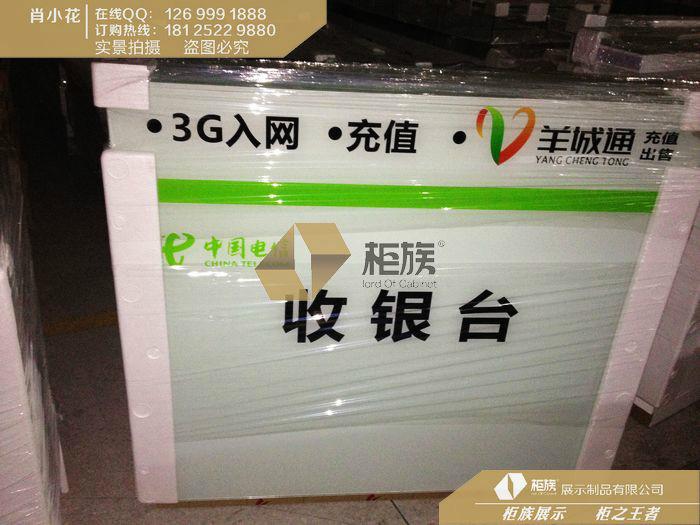 肖小花
在线QQ：126 999 1888
订购热线：181 2522 9880
实景拍摄 盗图必究
•3G入网 •充值 • 羊城通 充值
YANG CHENG TONG 出售
中国电信
CHINA TELECOM
柜族®
lord Of Cabinet
收银台
柜族® 展示制品有限公司
柜族展示 柜之王者